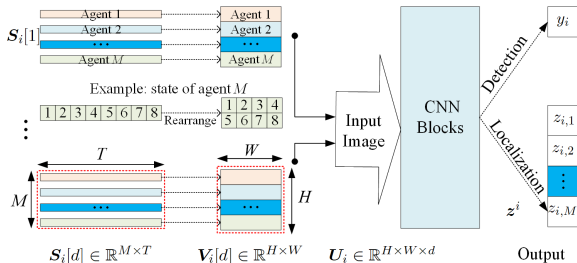 Agent 1
Agent 2
...
Agent M
S_i[1]
Agent 1
Agent 2
...
Agent M
Example: state of agent M
1 2 3 4 5 6 7 8
Rearrange
1 2 3 4
5 6 7 8
⋮
T
M
...
W
...
H
Input
Image
CNN
Blocks
Detection
Localization
y_i
z_{i,1}
z_{i,2}
⋮
z_{i,M}
z^i
S_i[d] ∈ ℝ^{M×T}
V_i[d] ∈ ℝ^{H×W}
U_i ∈ ℝ^{H×W×d}
Output